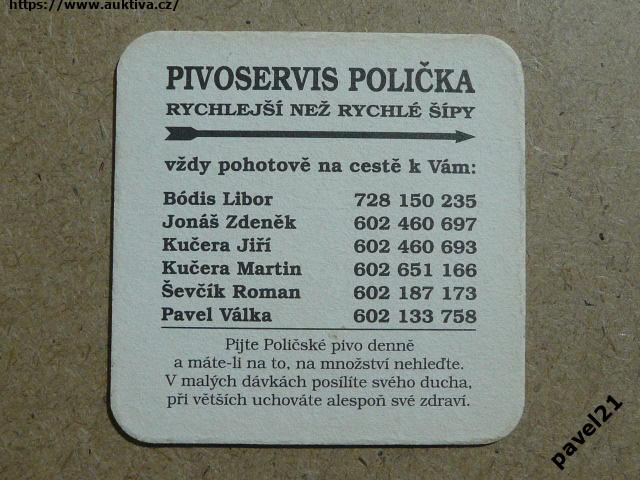 https://www.auktiva.cz/
PIVOSERVIS POLIČKA
RYCHLEJŠÍ NEŽ RYCHLÉ ŠÍPY
vždy pohotově na cestě k Vám:
Bódis Libor 728 150 235
Jonáš Zdeněk 602 460 697
Kučera Jiří 602 460 693
Kučera Martin 602 651 166
Ševčík Roman 602 187 173
Pavel Válka 602 133 758
Pijte Poličské pivo denně
a máte-li na to, na množství nehleďte.
V malých dávkách posílíte svého ducha,
při větších uchováte alespoň své zdraví.
pavel21